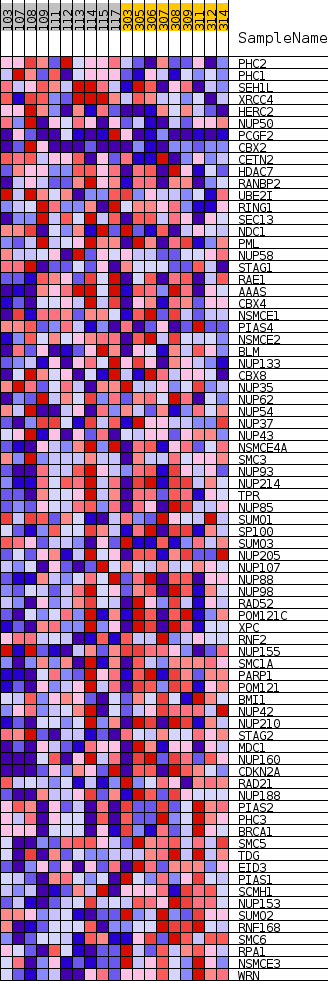 103 107 108 109 111 112 113 114 115 117 303 305 306 307 308 309 311 312 314
SampleName
PHC2
PHC1
SEH1L
XRCC4
HERC2
NUP50
PCGF2
CBX2
CETN2
HDAC7
RANBP2
UBE2I
RING1
SEC13
NDC1
PML
NUP58
STAG1
RAE1
AAAS
CBX4
NSMCE1
PIAS4
NSMCE2
BLM
NUP133
CBX8
NUP35
NUP62
NUP54
NUP37
NUP43
NSMCE4A
SMC3
NUP93
NUP214
TPR
NUP85
SUMO1
SP100
SUMO3
NUP205
NUP107
NUP88
NUP98
RAD52
POM121C
XPC
RNF2
NUP155
SMC1A
PARP1
POM121
BMI1
NUP42
NUP210
STAG2
MDC1
NUP160
CDKN2A
RAD21
NUP188
PIAS2
PHC3
BRCA1
SMC5
TDG
EID3
PIAS1
SCMH1
NUP153
SUMO2
RNF168
SMC6
RPA1
NSMCE3
WRN